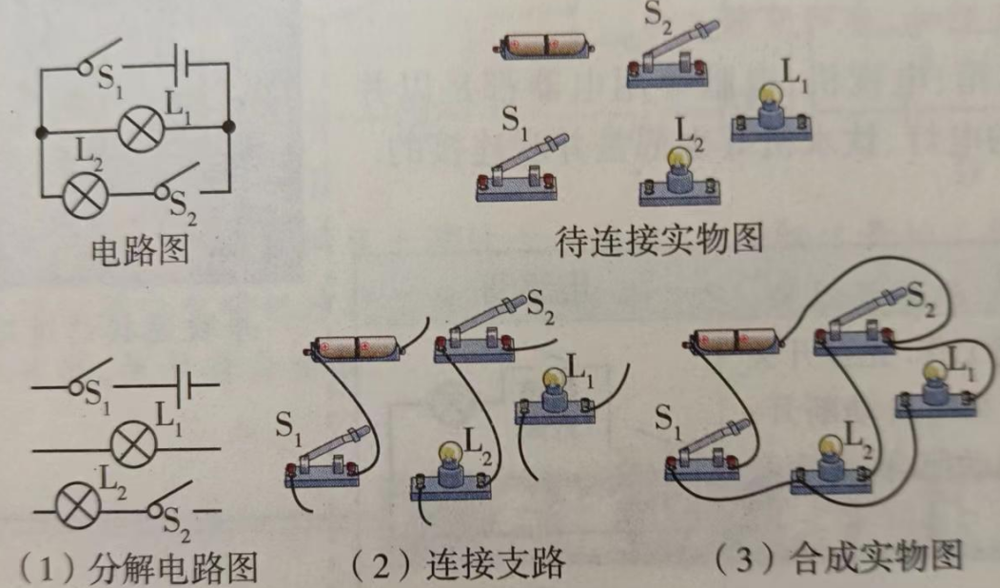 S₁
L₁
L₂
S₂
电路图
S₂
L₁
S₁
L₂
待连接实物图
S₁
L₁
L₂
S₂
(1)分解电路图
S₂
L₁
S₁
L₂
(2)连接支路
S₂
L₁
S₁
L₂
(3)合成实物图